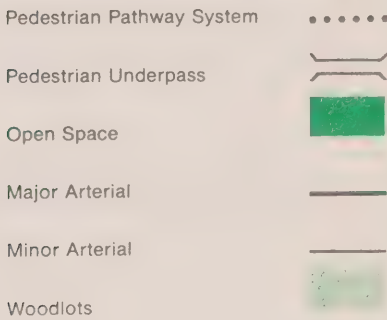 Pedestrian Pathway System
Pedestrian Underpass
Open Space
Major Arterial
Minor Arterial
Woodlots